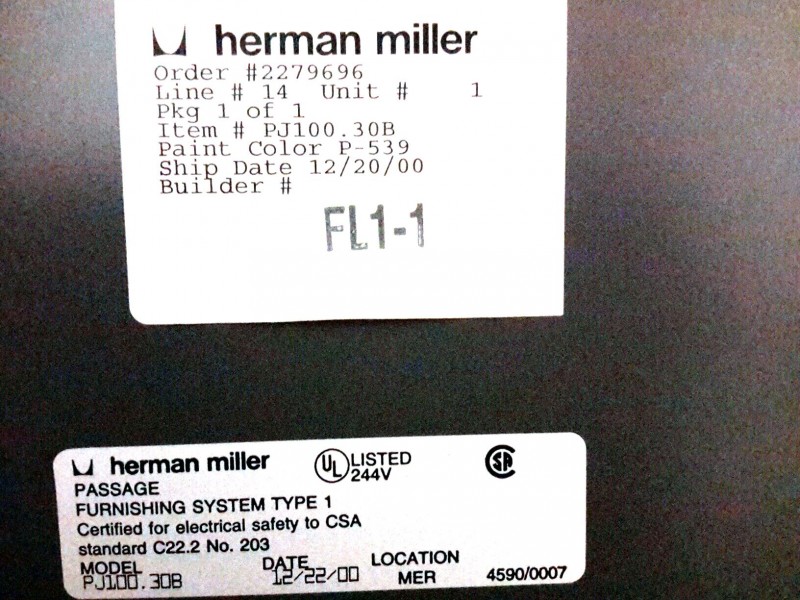 herman miller
Order #2279696
Line # 14 Unit # 1
Pkg 1 of 1
Item # PJ100.30B
Paint Color P-539
Ship Date 12/20/00
Builder #
FL1-1
herman miller
UL LISTED
244V
SA
PASSAGE
FURNISHING SYSTEM TYPE 1
Certified for electrical safety to CSA
standard C22.2 No. 203
MODEL DATE LOCATION
PJ100.30B 12/22/00 MER 4590/0007